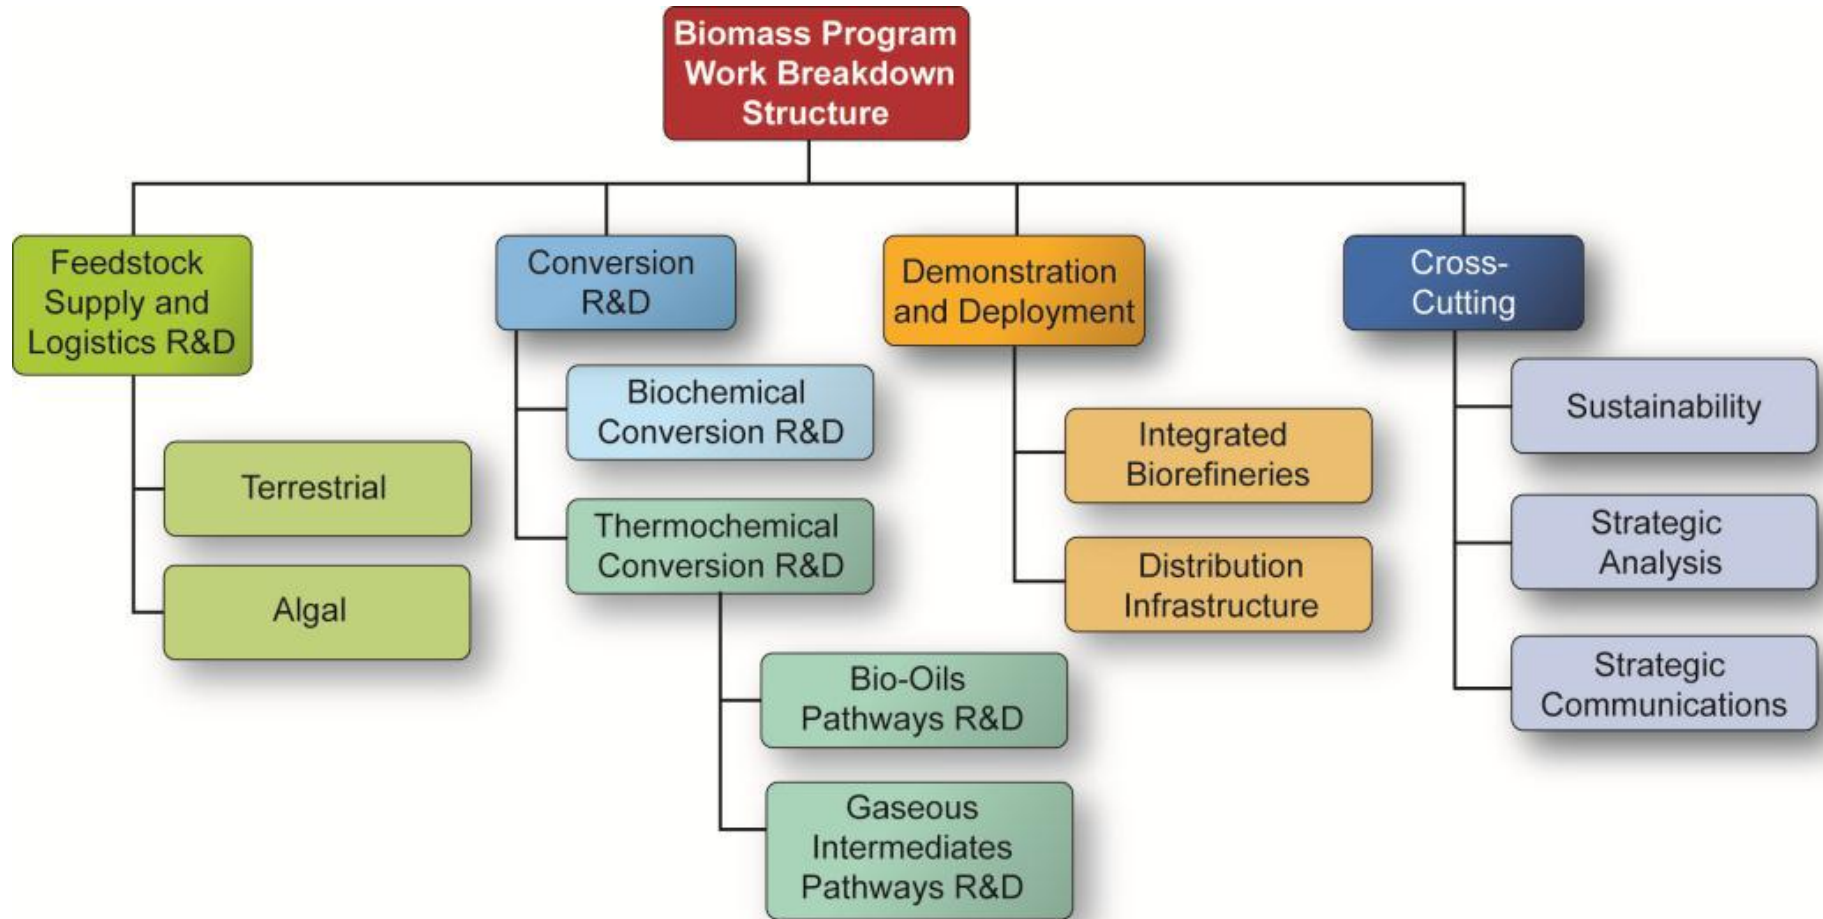 Biomass Program
Work Breakdown
Structure
Feedstock
Supply and
Logistics R&D
Terrestrial
Algal
Conversion
R&D
Biochemical
Conversion R&D
Thermochemical
Conversion R&D
Bio-Oils
Pathways R&D
Gaseous
Intermediates
Pathways R&D
Demonstration
and Deployment
Integrated
Biorefineries
Distribution
Infrastructure
Cross-
Cutting
Sustainability
Strategic
Analysis
Strategic
Communications